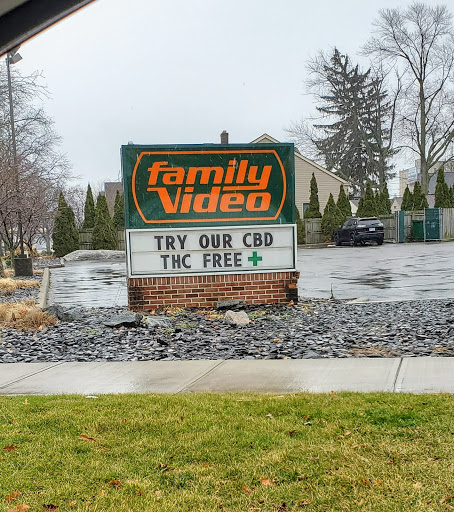 family
Video
TRY OUR CBD
THC FREE +